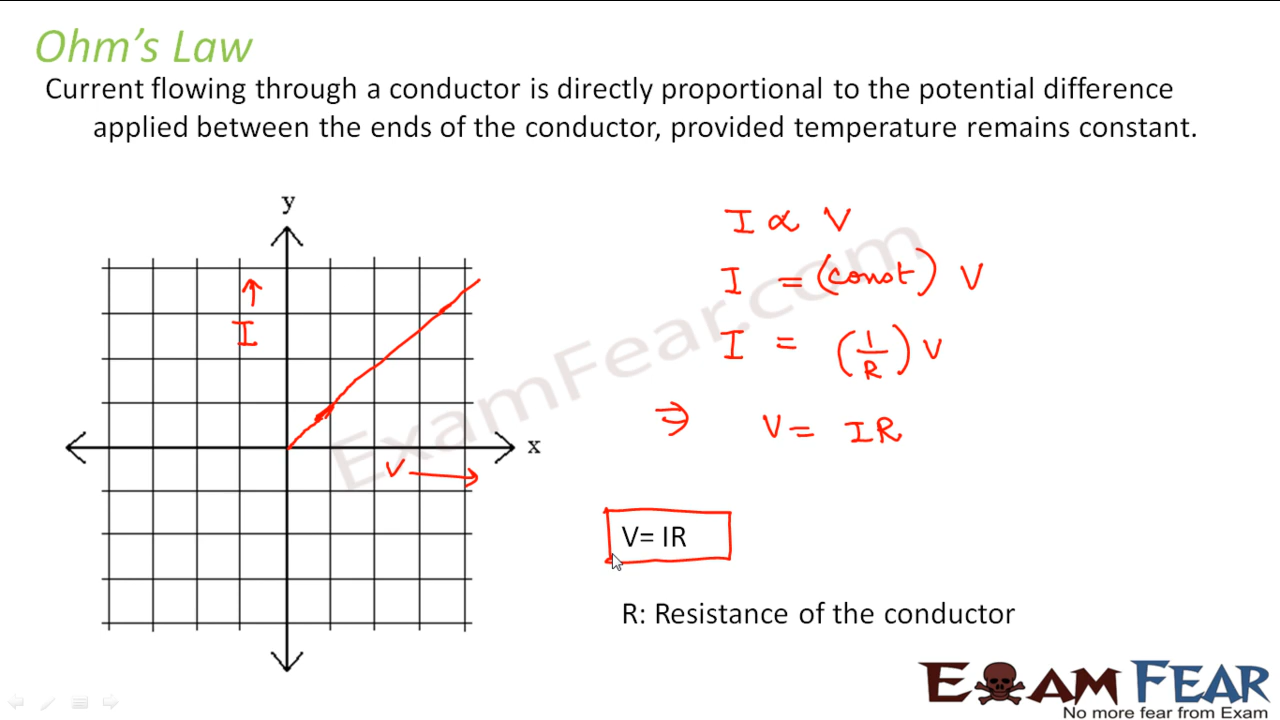 Ohm's Law
Current flowing through a conductor is directly proportional to the potential difference
applied between the ends of the conductor, provided temperature remains constant.
y
I
x
V
I ∝ V
I = (const) V
I = (1/R) V
⇒ V = IR
V= IR
R: Resistance of the conductor
ExamFear.com
EXAM FEAR
No more fear from Exam